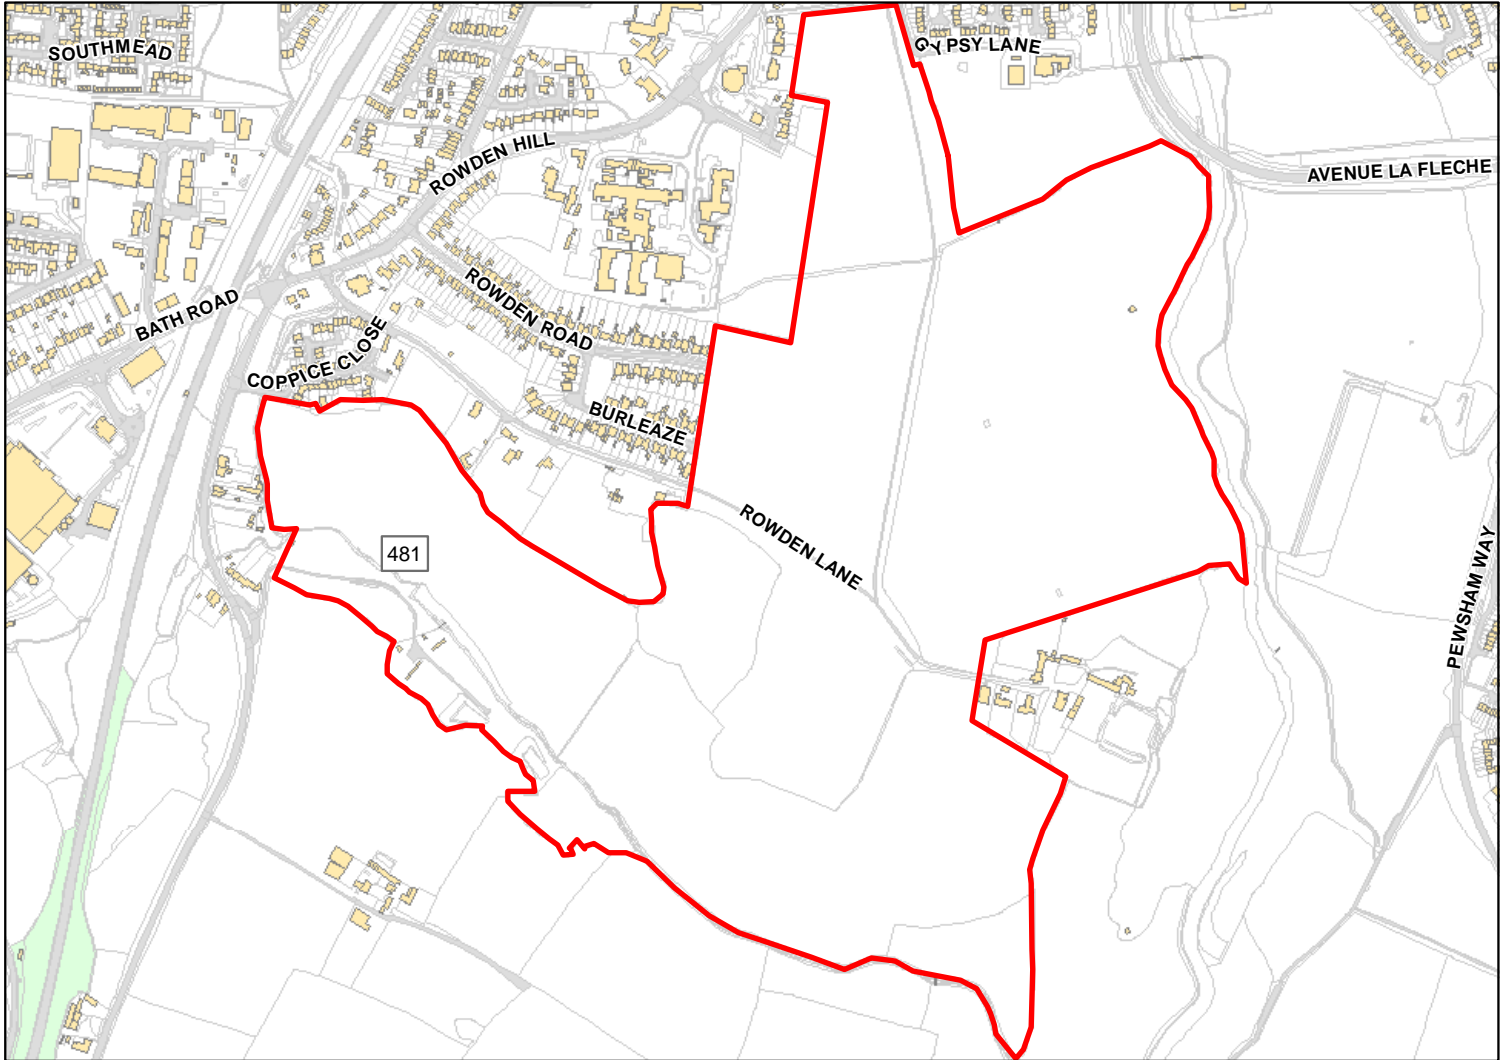 SOUTHMEAD
GYPSY LANE
ROWDEN HILL
AVENUE LA FLECHE
BATH ROAD
ROWDEN ROAD
COPPICE CLOSE
BURLEAZE
ROWDEN LANE
481
PEWSHAM WAY